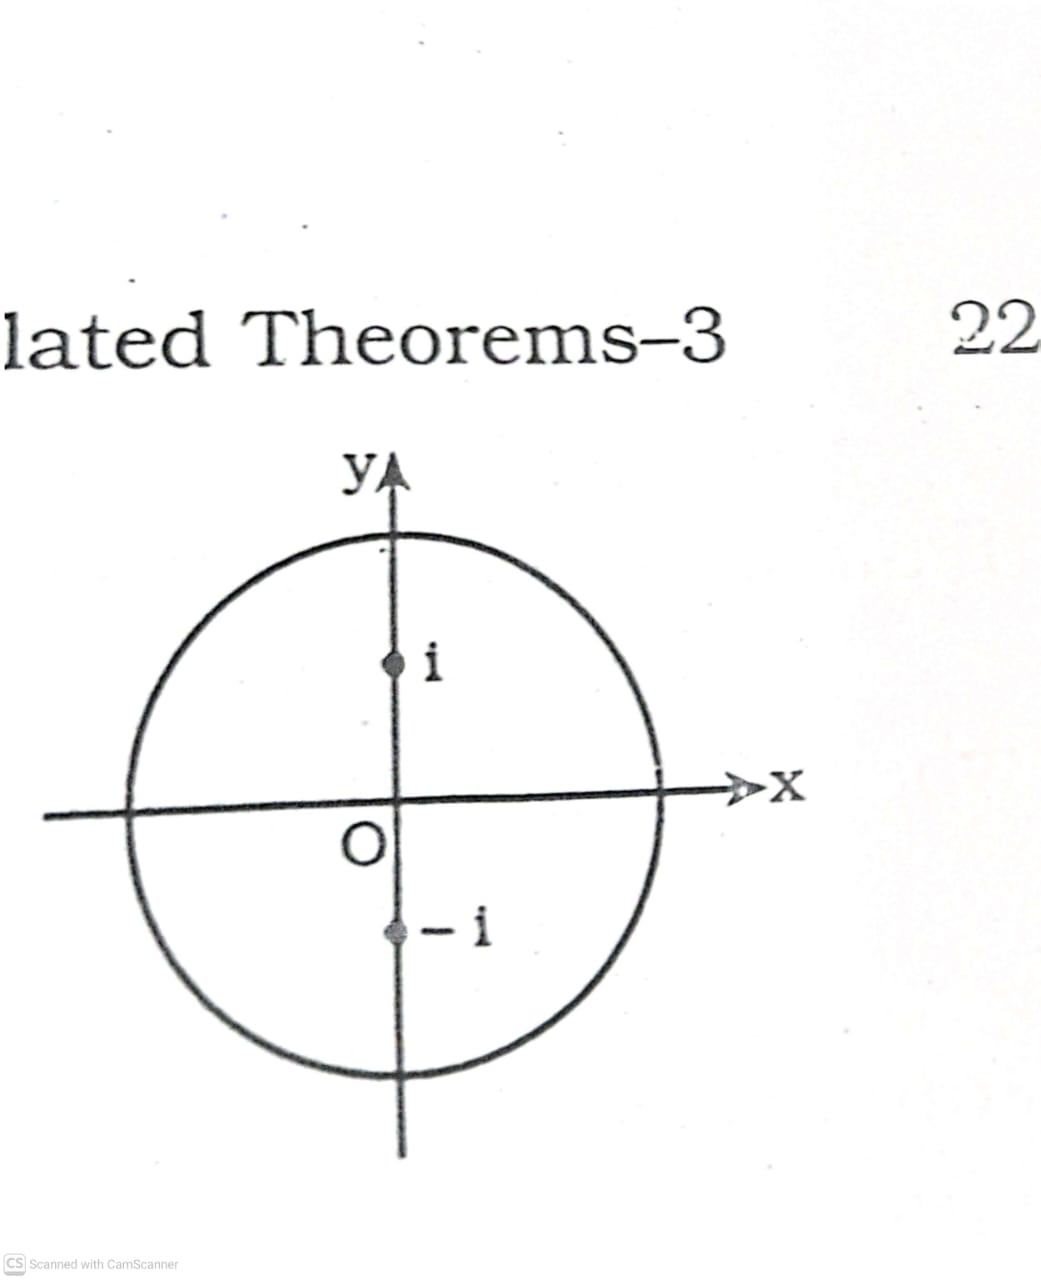 lated Theorems–3 22
y
i
x
O
– i
CS Scanned with CamScanner